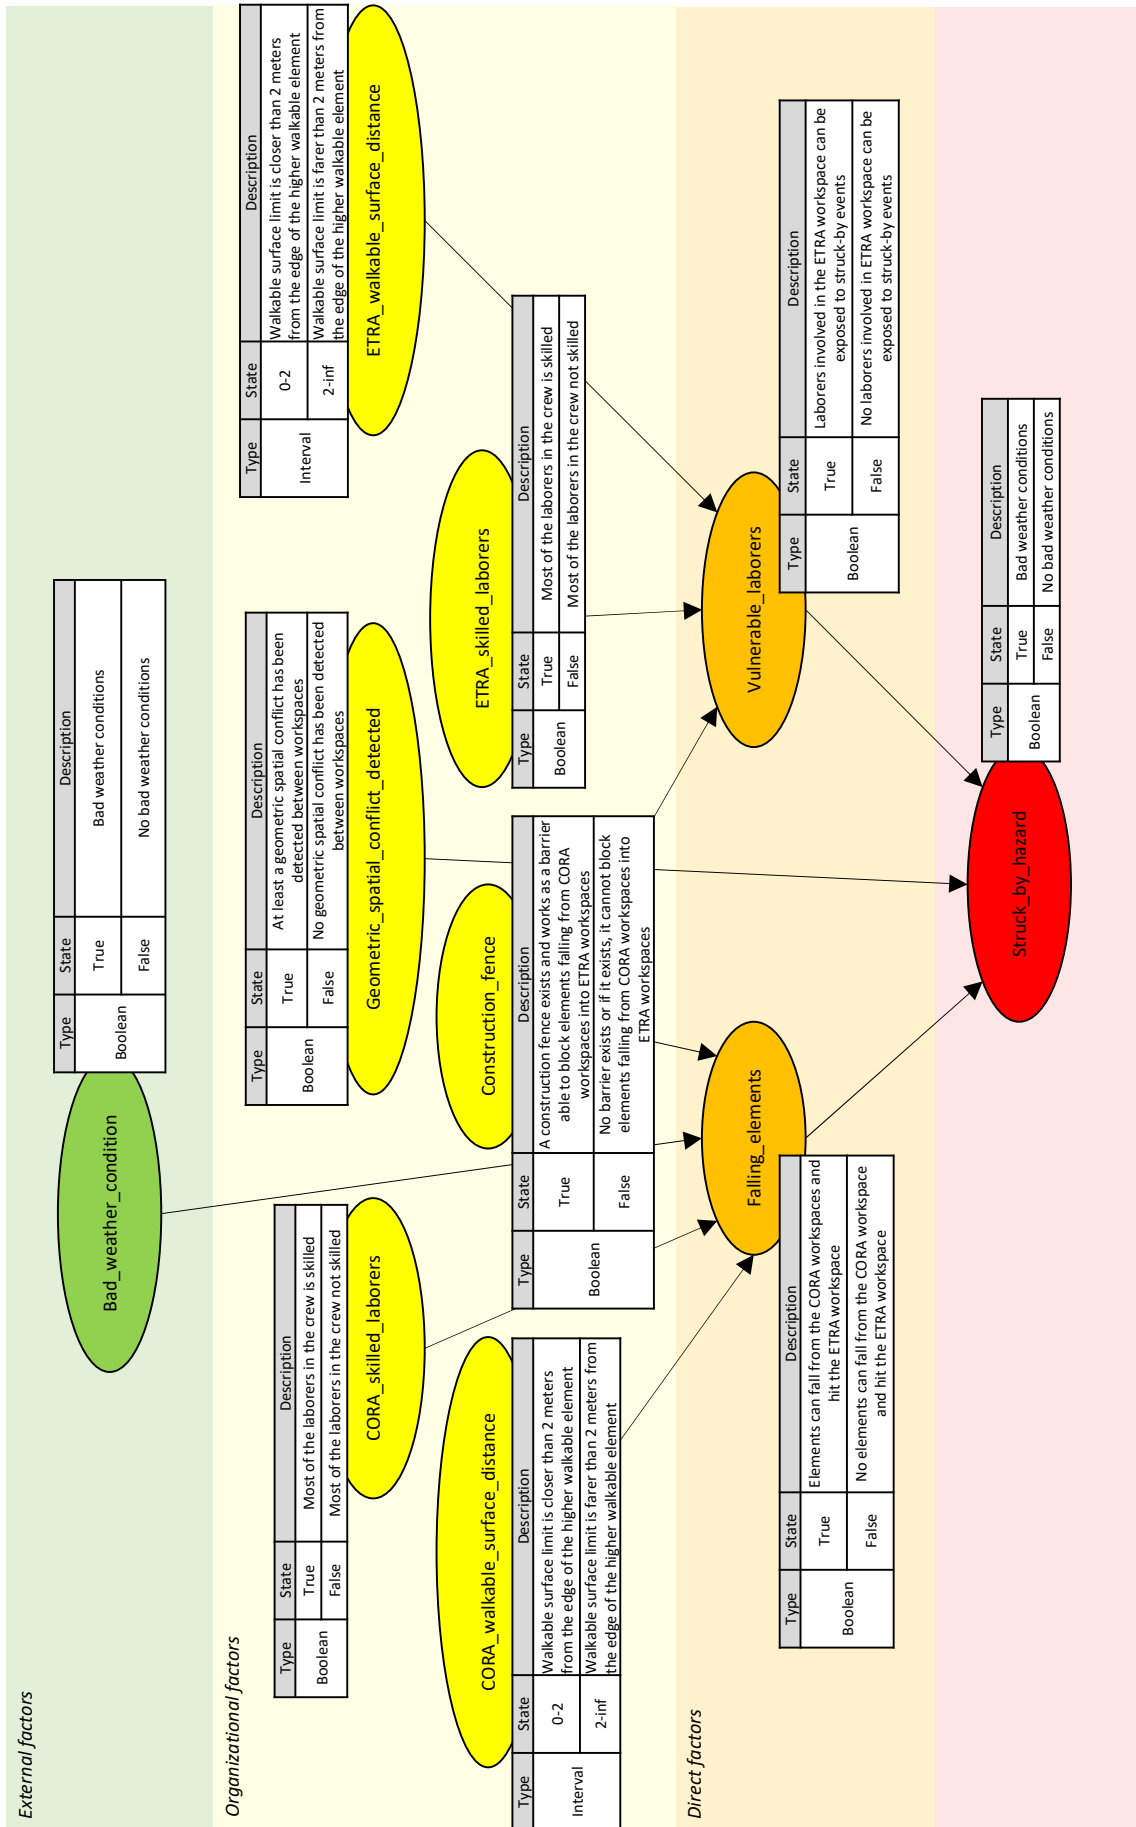 External factors
Bad_weather_condition
Type State Description
Boolean
True Bad weather conditions
False No bad weather conditions
Organizational factors
Type State Description
Boolean
True Most of the laborers in the crew is skilled
False Most of the laborers in the crew not skilled
CORA_skilled_laborers
Type State Description
Boolean
True
At least a geometric spatial conflict has been
detected between workspaces
False
No geometric spatial conflict has been detected
between workspaces
Geometric_spatial_conflict_detected
Type State Description
Interval
0-2
Walkable surface limit is closer than 2 meters
from the edge of the higher walkable element
2-inf
Walkable surface limit is farer than 2 meters from
the edge of the higher walkable element
ETRA_walkable_surface_distance
CORA_walkable_surface_distance
Type State Description
Interval
0-2
Walkable surface limit is closer than 2 meters
from the edge of the higher walkable element
2-inf
Walkable surface limit is farer than 2 meters from
the edge of the higher walkable element
Construction_fence
Type State Description
Boolean
True
A construction fence exists and works as a barrier
able to block elements falling from CORA
workspaces into ETRA workspaces
False
No barrier exists or if it exists, it cannot block
elements falling from CORA workspaces into
ETRA workspaces
ETRA_skilled_laborers
Type State Description
Boolean
True Most of the laborers in the crew is skilled
False Most of the laborers in the crew not skilled
Direct factors
Falling_elements
Type State Description
Boolean
True
Elements can fall from the CORA workspaces and
hit the ETRA workspace
False
No elements can fall from the CORA workspace
and hit the ETRA workspace
Vulnerable_laborers
Type State Description
Boolean
True
Laborers involved in the ETRA workspace can be
exposed to struck-by events
False
No laborers involved in ETRA workspace can be
exposed to struck-by events
Struck_by_hazard
Type State Description
Boolean
True Bad weather conditions
False No bad weather conditions